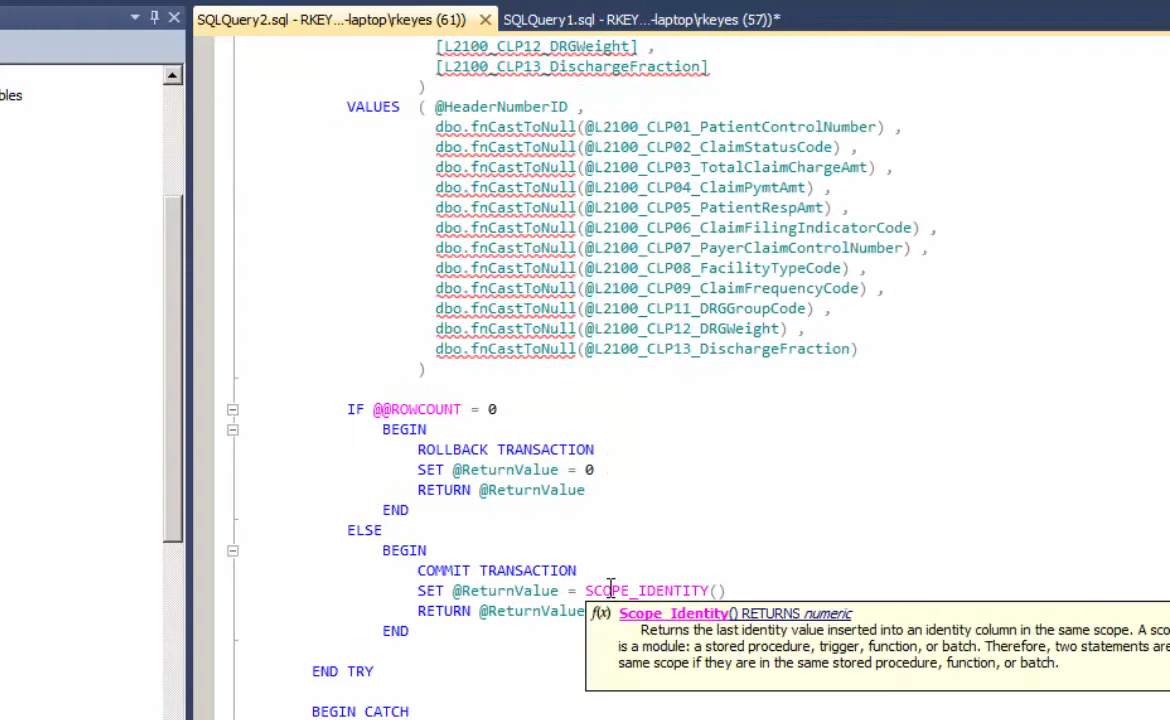 SQLQuery2.sql - RKEY...-laptop\rkeyes (61)) SQLQuery1.sql - RKEY...-laptop\rkeyes (57))*
bles
[L2100_CLP12_DRGWeight] ,
[L2100_CLP13_DischargeFraction]
)
VALUES ( @HeaderNumberID ,
dbo.fnCastToNull(@L2100_CLP01_PatientControlNumber) ,
dbo.fnCastToNull(@L2100_CLP02_ClaimStatusCode) ,
dbo.fnCastToNull(@L2100_CLP03_TotalClaimChargeAmt) ,
dbo.fnCastToNull(@L2100_CLP04_ClaimPymtAmt) ,
dbo.fnCastToNull(@L2100_CLP05_PatientRespAmt) ,
dbo.fnCastToNull(@L2100_CLP06_ClaimFilingIndicatorCode) ,
dbo.fnCastToNull(@L2100_CLP07_PayerClaimControlNumber) ,
dbo.fnCastToNull(@L2100_CLP08_FacilityTypeCode) ,
dbo.fnCastToNull(@L2100_CLP09_ClaimFrequencyCode) ,
dbo.fnCastToNull(@L2100_CLP11_DRGGroupCode) ,
dbo.fnCastToNull(@L2100_CLP12_DRGWeight) ,
dbo.fnCastToNull(@L2100_CLP13_DischargeFraction)
)
IF @@ROWCOUNT = 0
BEGIN
ROLLBACK TRANSACTION
SET @ReturnValue = 0
RETURN @ReturnValue
END
ELSE
BEGIN
COMMIT TRANSACTION
SET @ReturnValue = SCOPE_IDENTITY()
RETURN @ReturnValue
END
f(x) Scope_Identity() RETURNS numeric
Returns the last identity value inserted into an identity column in the same scope. A sco
is a module: a stored procedure, trigger, function, or batch. Therefore, two statements are
same scope if they are in the same stored procedure, function, or batch.
END TRY
BEGIN CATCH